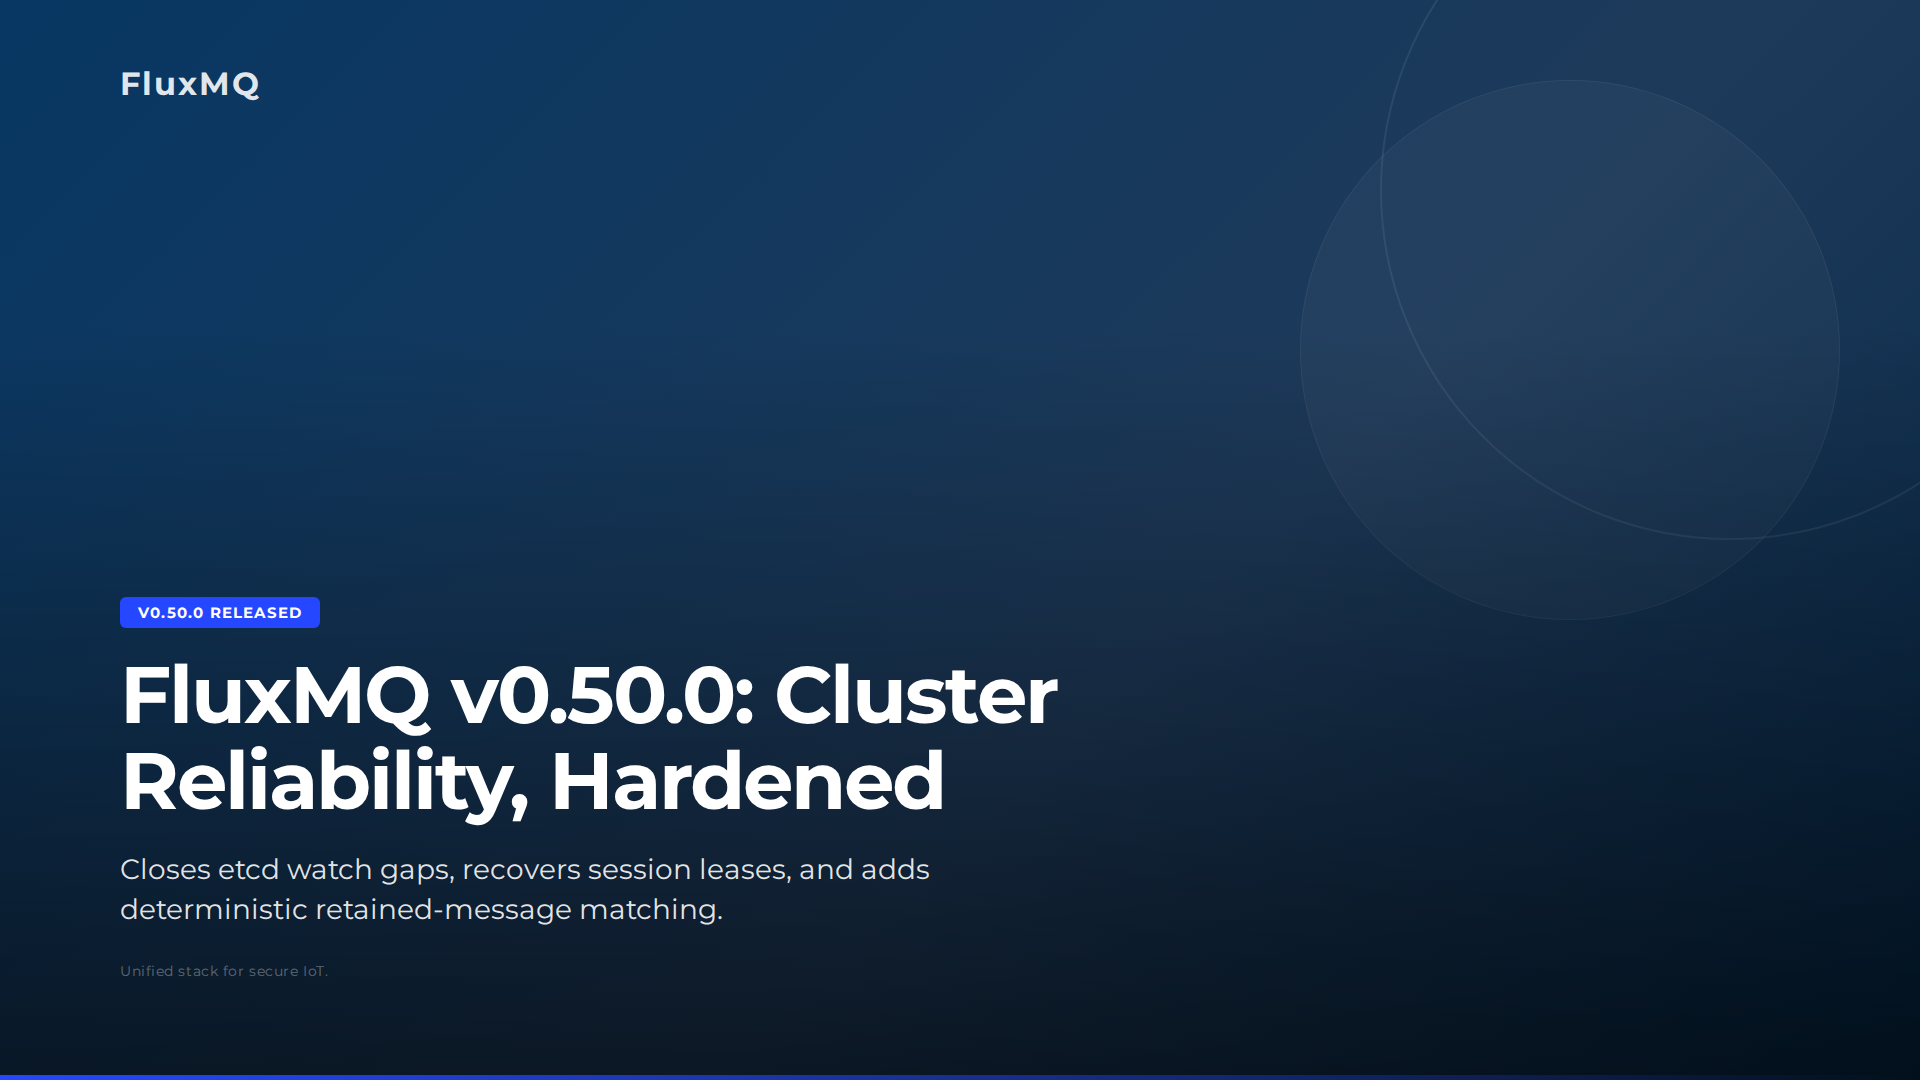 FluxMQ
V0.50.0 RELEASED
FluxMQ v0.50.0: Cluster
Reliability, Hardened
Closes etcd watch gaps, recovers session leases, and adds
deterministic retained-message matching.
Unified stack for secure IoT.